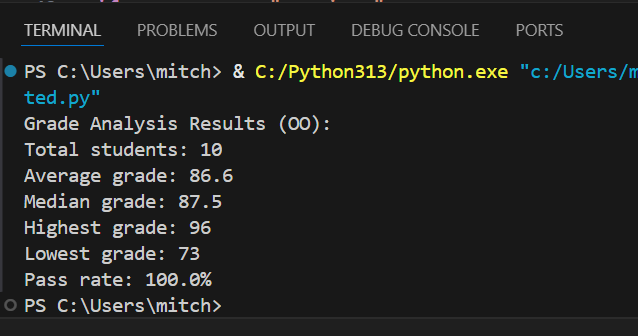 TERMINAL PROBLEMS OUTPUT DEBUG CONSOLE PORTS
PS C:\Users\mitch> & C:/Python313/python.exe "c:/Users/m
ted.py"
Grade Analysis Results (OO):
Total students: 10
Average grade: 86.6
Median grade: 87.5
Highest grade: 96
Lowest grade: 73
Pass rate: 100.0%
PS C:\Users\mitch>